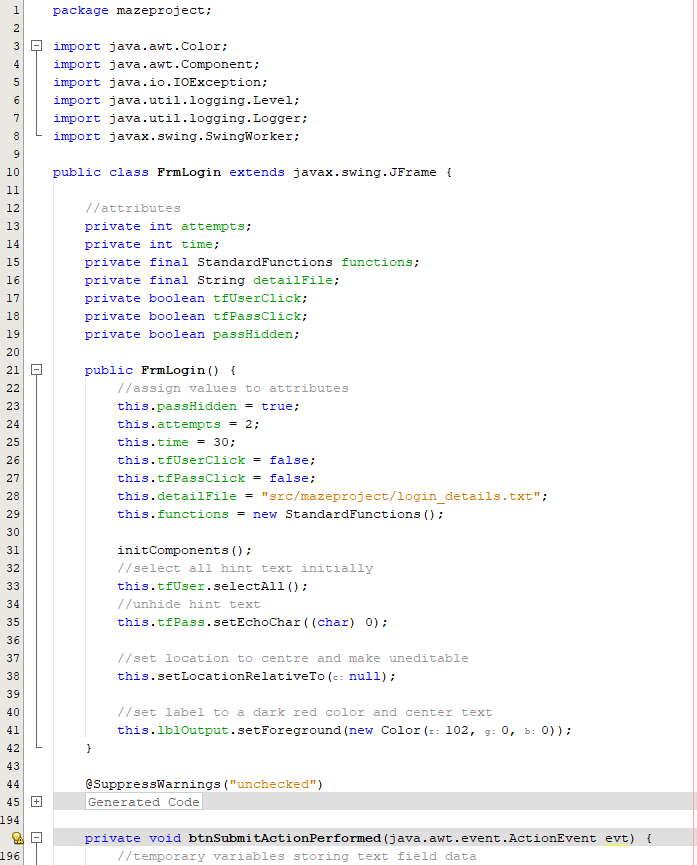 1 package mazeproject;
2
3 import java.awt.Color;
4 import java.awt.Component;
5 import java.io.IOException;
6 import java.util.logging.Level;
7 import java.util.logging.Logger;
8 import javax.swing.SwingWorker;
9
10 public class FrmLogin extends javax.swing.JFrame {
11
12 //attributes
13 private int attempts;
14 private int time;
15 private final StandardFunctions functions;
16 private final String detailFile;
17 private boolean tfUserClick;
18 private boolean tfPassClick;
19 private boolean passHidden;
20
21 public FrmLogin() {
22 //assign values to attributes
23 this.passHidden = true;
24 this.attempts = 2;
25 this.time = 30;
26 this.tfUserClick = false;
27 this.tfPassClick = false;
28 this.detailFile = "src/mazeproject/login_details.txt";
29 this.functions = new StandardFunctions();
30
31 initComponents();
32 //select all hint text initially
33 this.tfUser.selectAll();
34 //unhide hint text
35 this.tfPass.setEchoChar((char) 0);
36
37 //set location to centre and make uneditable
38 this.setLocationRelativeTo(c: null);
39
40 //set label to a dark red color and center text
41 this.lblOutput.setForeground(new Color(r: 102, g: 0, b: 0));
42 }
43
44 @SuppressWarnings("unchecked")
45 Generated Code
194
private void btnSubmitActionPerformed(java.awt.event.ActionEvent evt) {
196 //temporary variables storing text field data